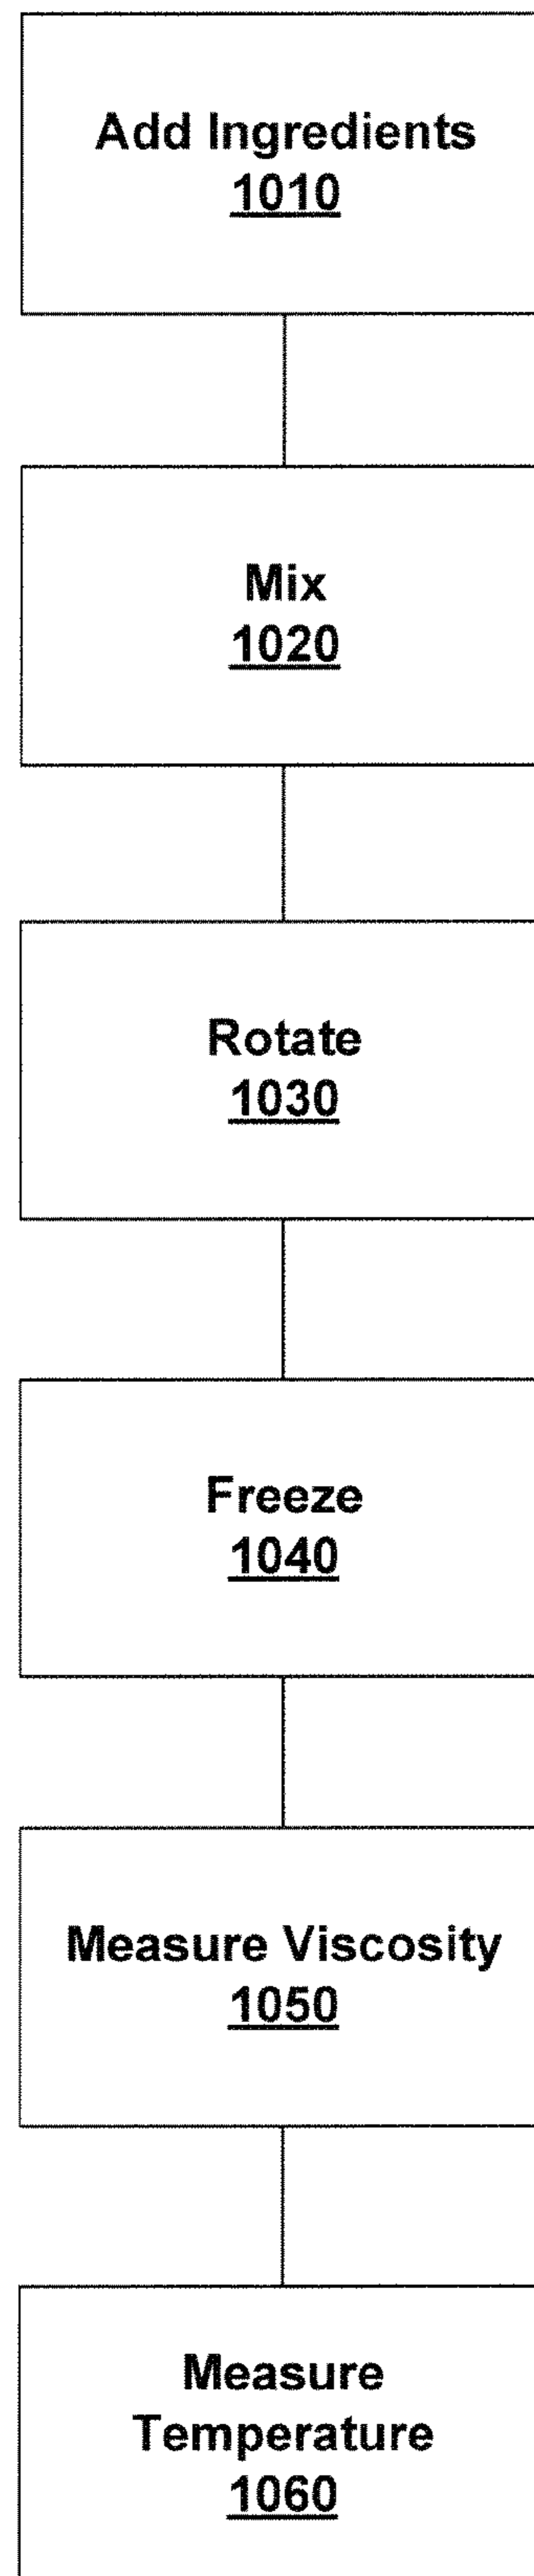 Add Ingredients
1010
Mix
1020
Rotate
1030
Freeze
1040
Measure Viscosity
1050
Measure
Temperature
1060